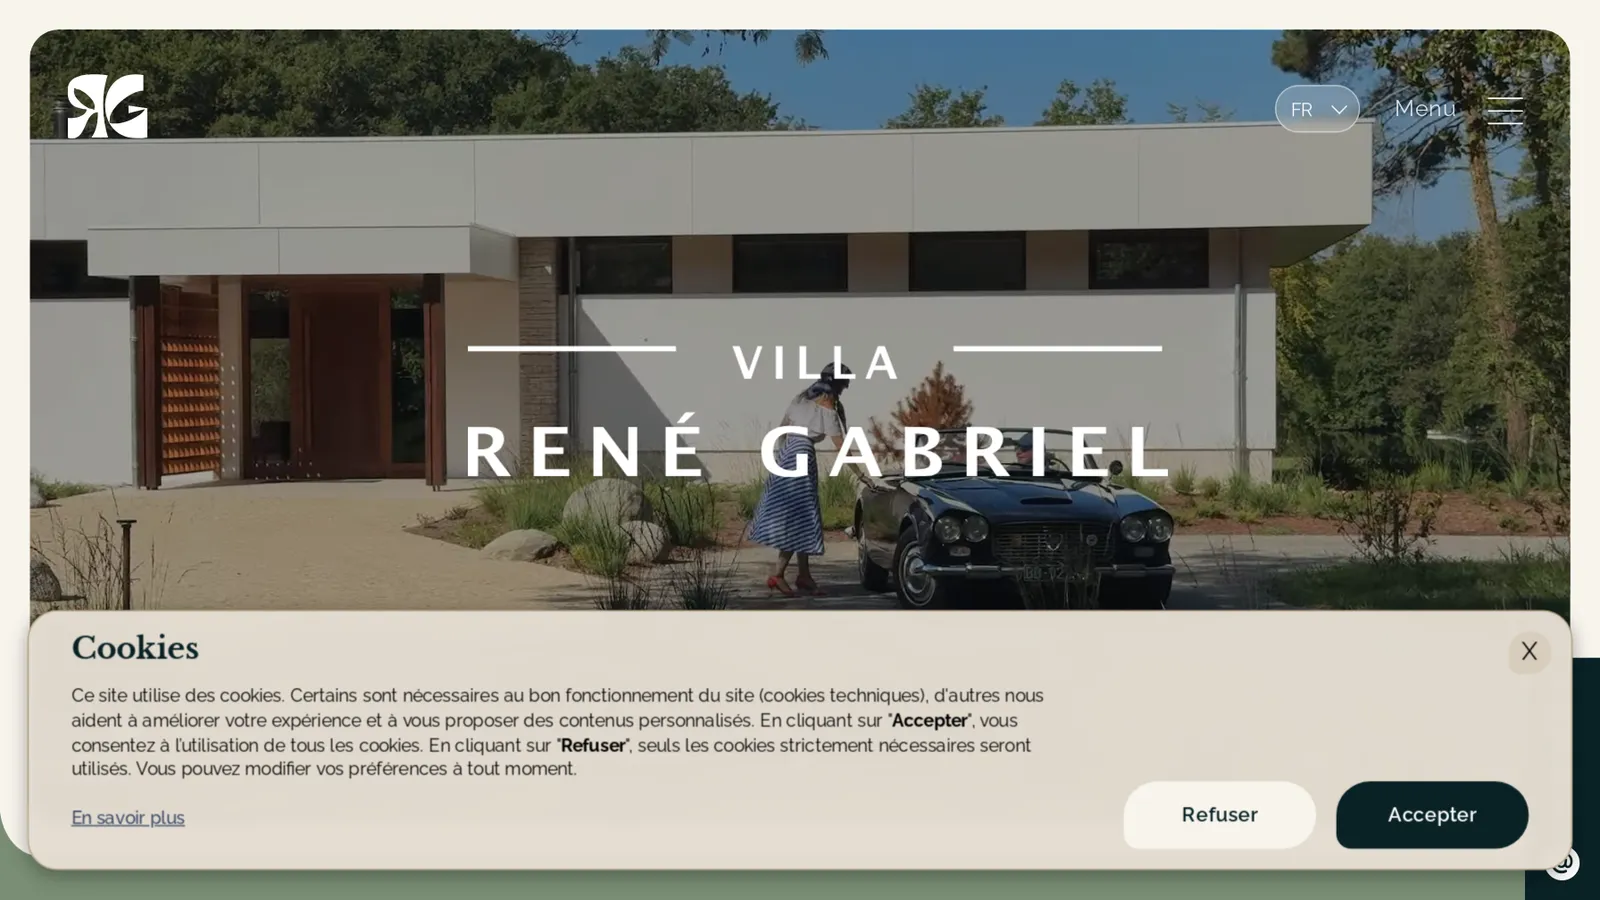 RG
FR
Menu
VILLA
RENÉ GABRIEL
Cookies
X
Ce site utilise des cookies. Certains sont nécessaires au bon fonctionnement du site (cookies techniques), d'autres nous
aident à améliorer votre expérience et à vous proposer des contenus personnalisés. En cliquant sur "Accepter", vous
consentez à l'utilisation de tous les cookies. En cliquant sur "Refuser", seuls les cookies strictement nécessaires seront
utilisés. Vous pouvez modifier vos préférences à tout moment.
En savoir plus
Refuser
Accepter
@